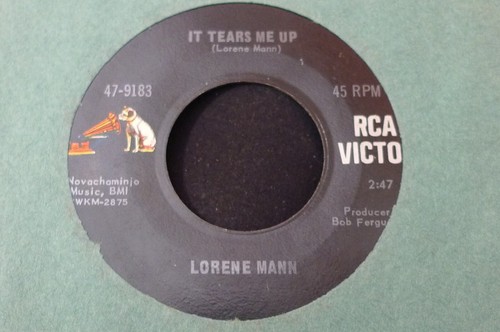 IT TEARS ME UP
(Lorene Mann)
47-9183
45 RPM
RCA
VICTO
Novachaminjo
Music, BMI
WKM-2875
2:47
Producer
Bob Fergu
LORENE MANN